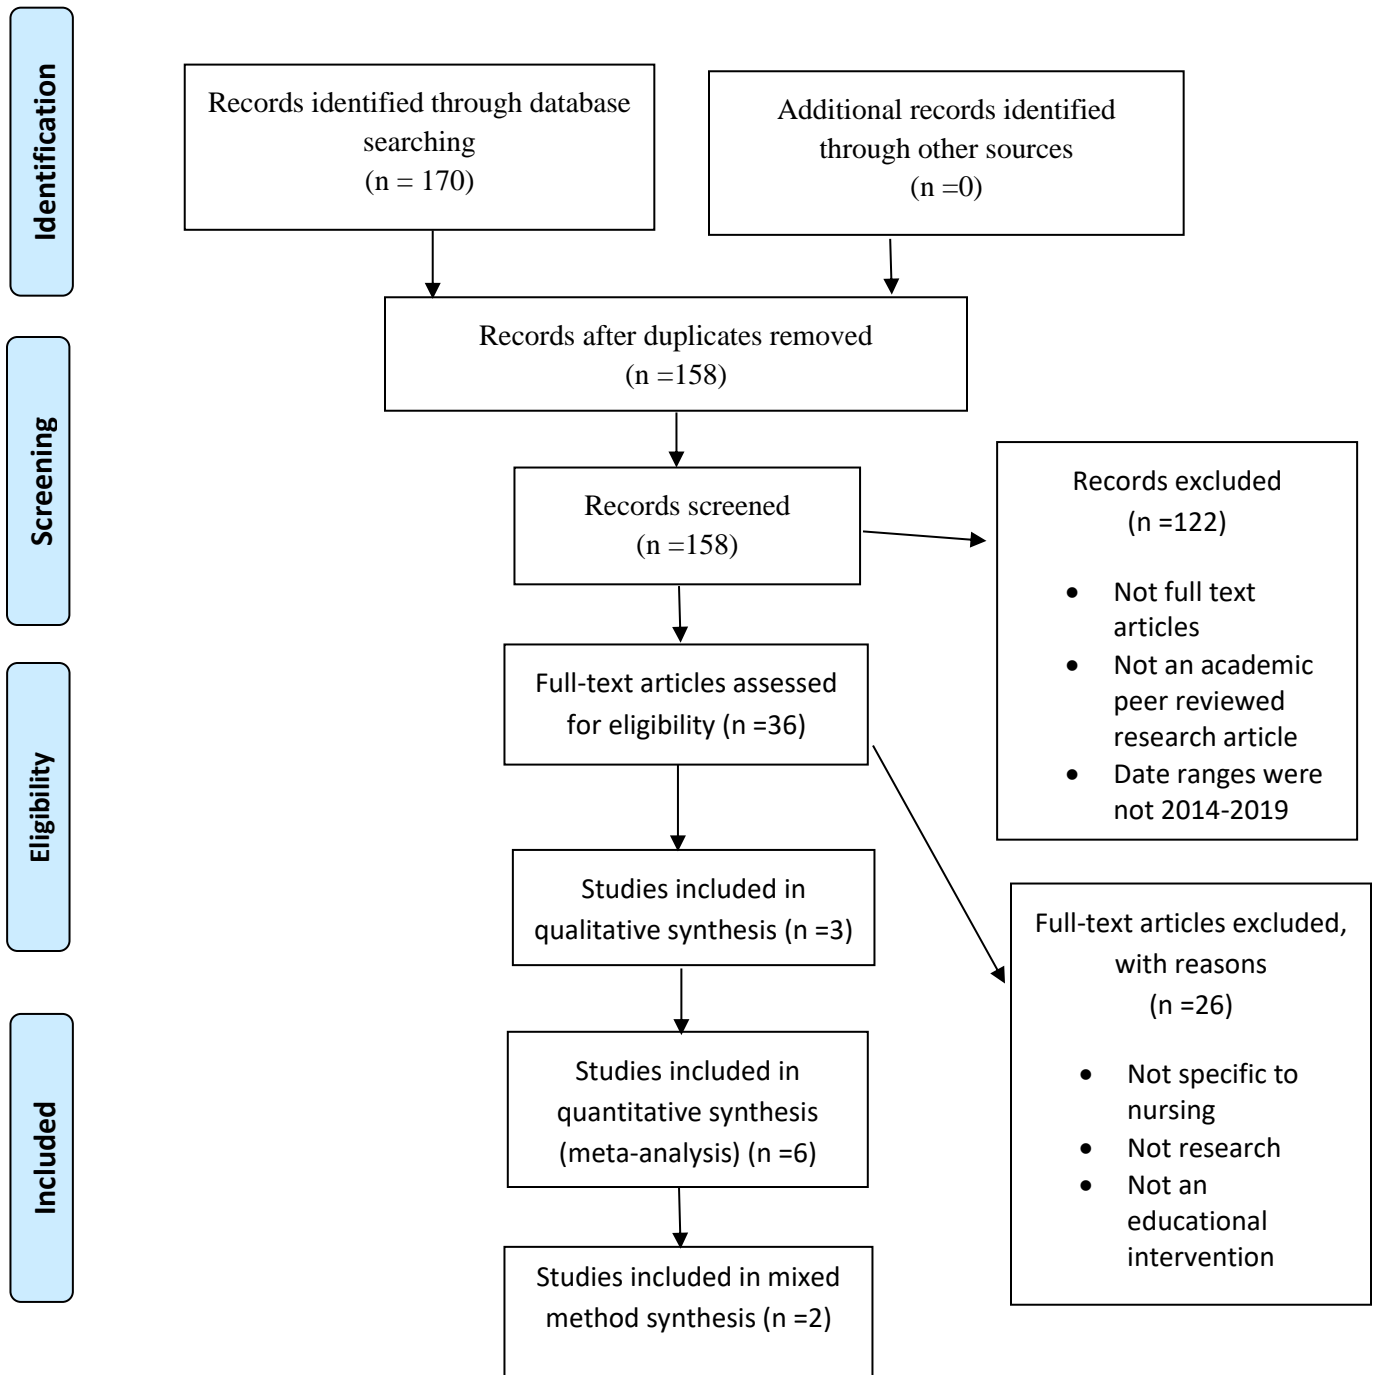 Identification
Records identified through database
searching
(n = 170)
Additional records identified
through other sources
(n =0)
Records after duplicates removed
(n =158)
Screening
Records screened
(n =158)
Records excluded
(n =122)
• Not full text
articles
• Not an academic
peer reviewed
research article
• Date ranges were
not 2014-2019
Eligibility
Full-text articles assessed
for eligibility (n =36)
Studies included in
qualitative synthesis (n =3)
Full-text articles excluded,
with reasons
(n =26)
• Not specific to
nursing
• Not research
• Not an
educational
intervention
Included
Studies included in
quantitative synthesis
(meta-analysis) (n =6)
Studies included in mixed
method synthesis (n =2)